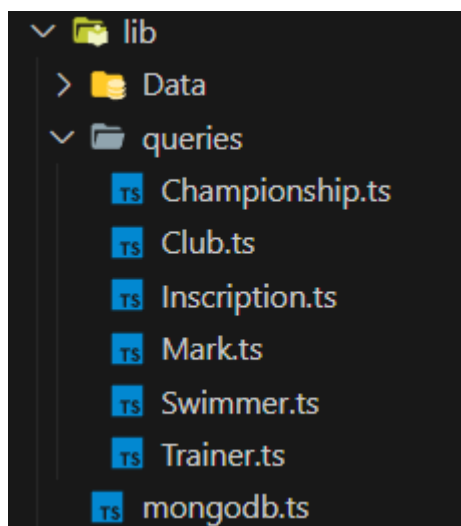 lib
Data
queries
TS Championship.ts
TS Club.ts
TS Inscription.ts
TS Mark.ts
TS Swimmer.ts
TS Trainer.ts
TS mongodb.ts